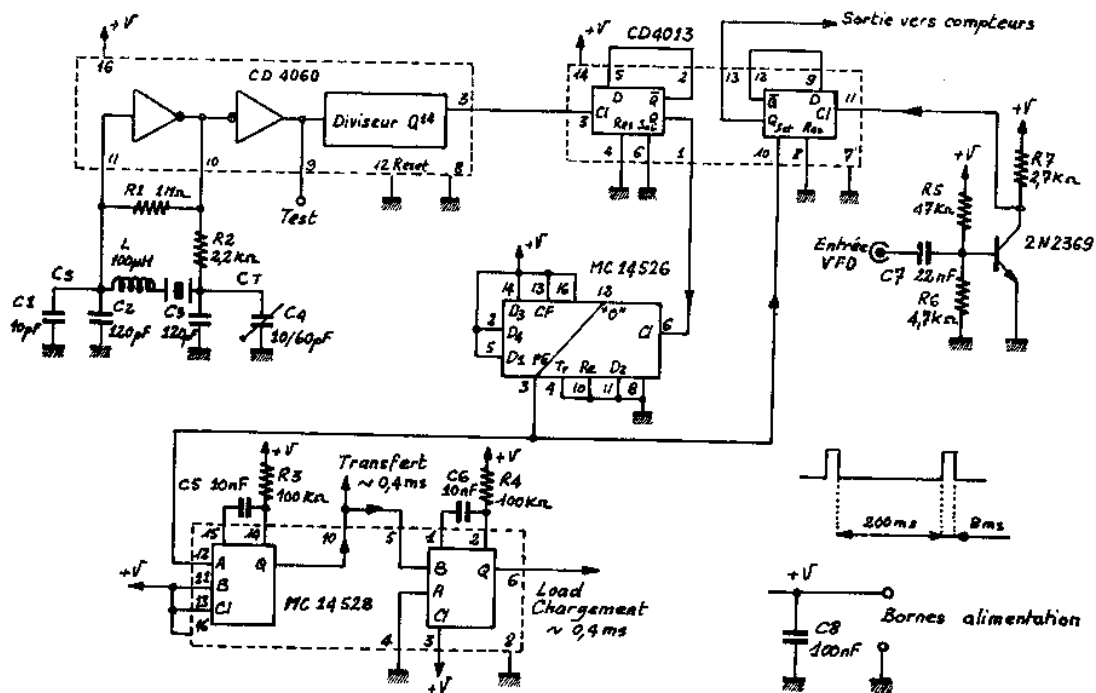 +V
16
CD 4060
Diviseur Q14
3
11
10
9
12 Reset
8
Test
R1 1MΩ
R2
2,2kΩ
L
100µH
CS
C1
10pF
C2
120pF
C3
120pF
CT
C4
10/60pF
CD4013
+V
14
5
2
D
Q
Cl
Q
Res
Set
3
4
6
1
Sortie vers compteurs
13
12
9
Q
D
Q
Cl
Set
Res
11
10
8
7
+V
R7
2,7kΩ
+V
R5
47kΩ
2N2369
Entrée
VFO
C7
22nF
R6
4,7kΩ
MC 14526
+V
14
13
16
12
D3
CF
"0"
2
D4
5
D1
PE
Cl
6
Tr
Re
D2
3
4
10
11
8
+V
R3
100kΩ
C5 10nF
Transfert
~ 0,4ms
C6
10nF
+V
R4
100kΩ
15
14
10
5
1
2
12
A
Q
11
B
13
Cl
16
+V
MC 14528
B
Q
6
A
Cl
4
3
8
+V
Load
Chargement
~ 0,4ms
200ms
8ms
+V
C8
100nF
Bornes alimentation